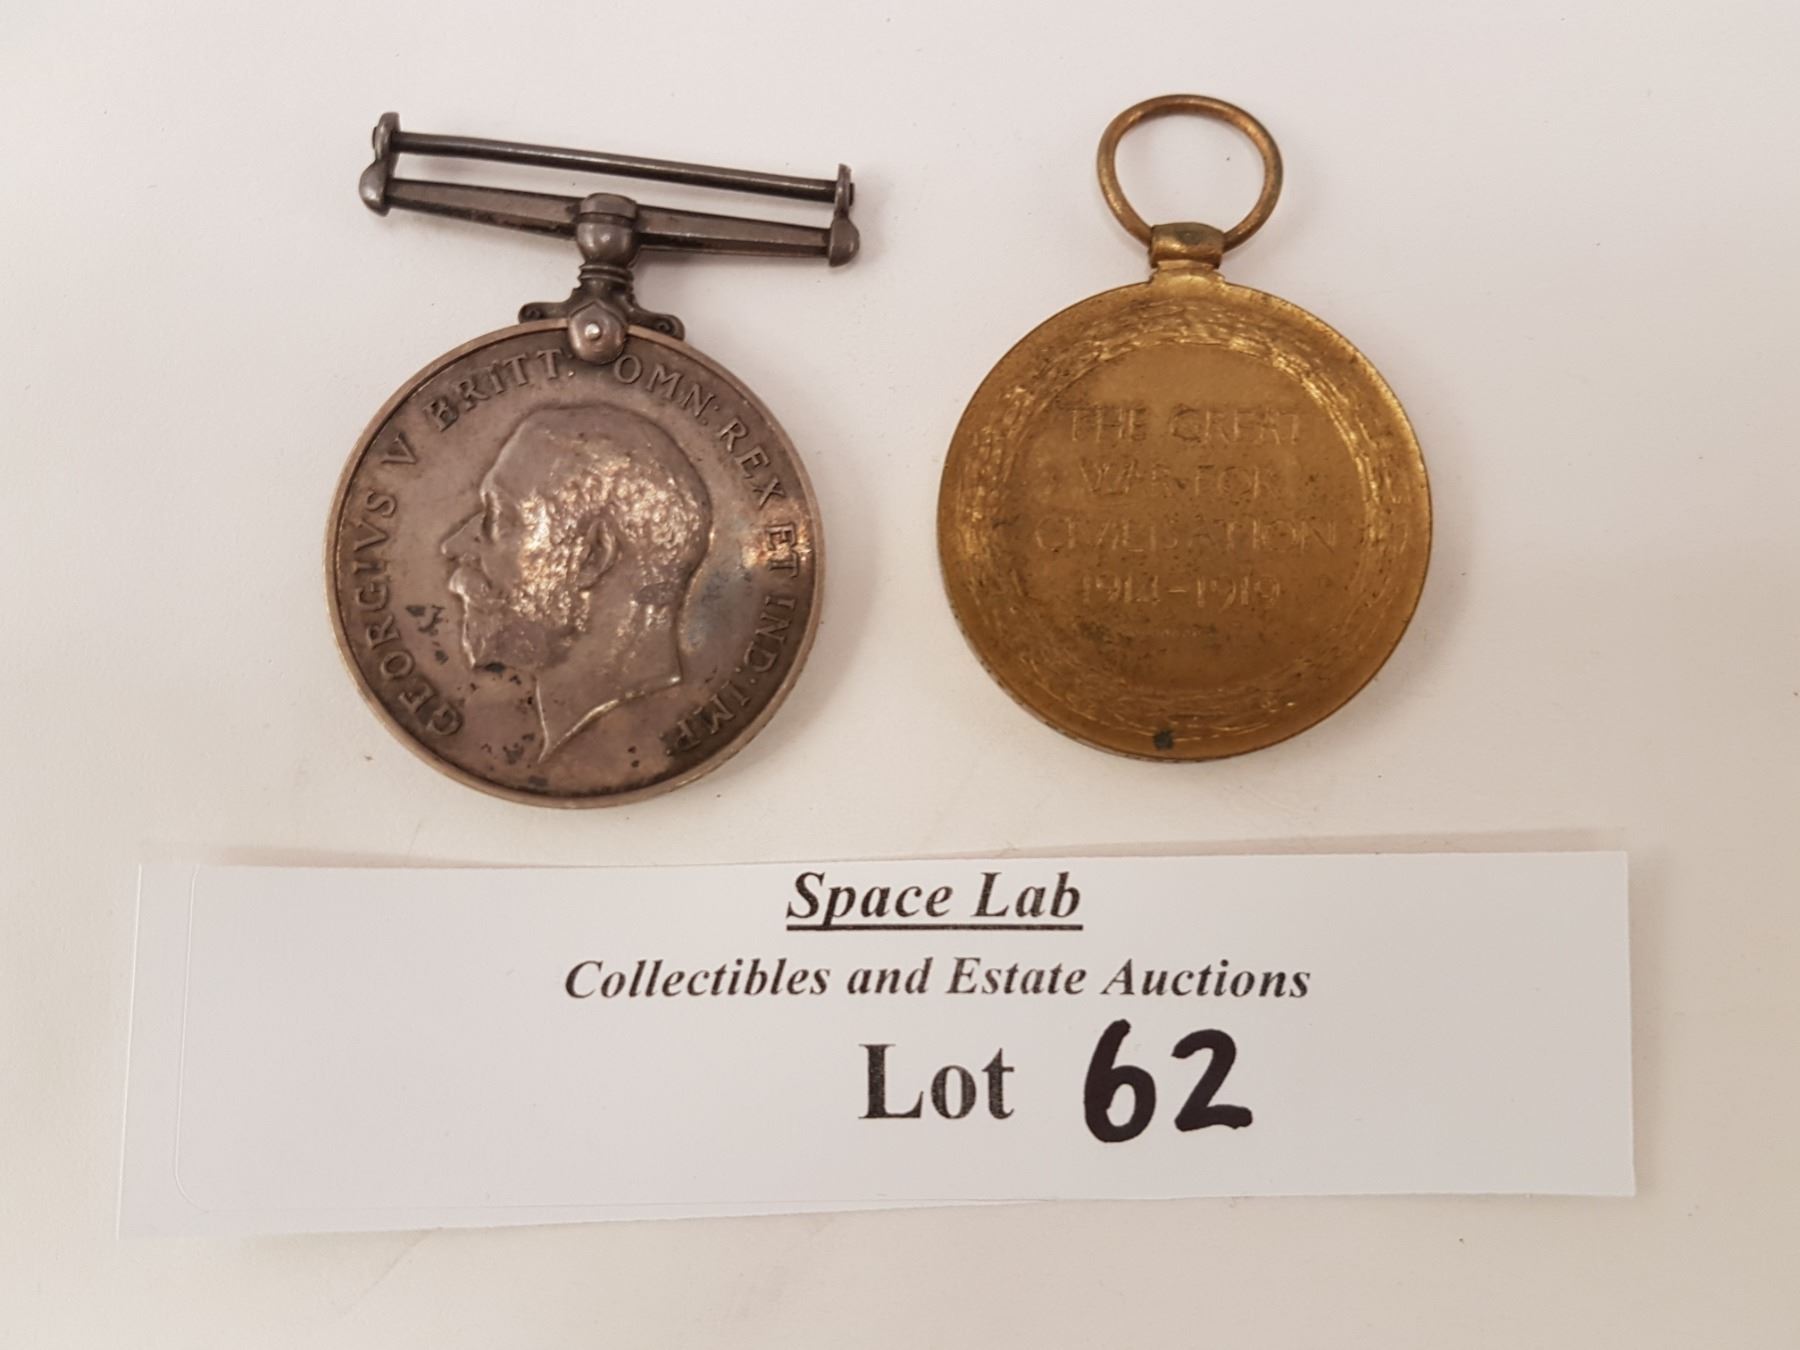 GEORGIVS V BRITT: OMN: REX ET IND: IMP:
THE GREAT
WAR FOR
CIVILISATION
1914-1919
Space Lab
Collectibles and Estate Auctions
Lot 62